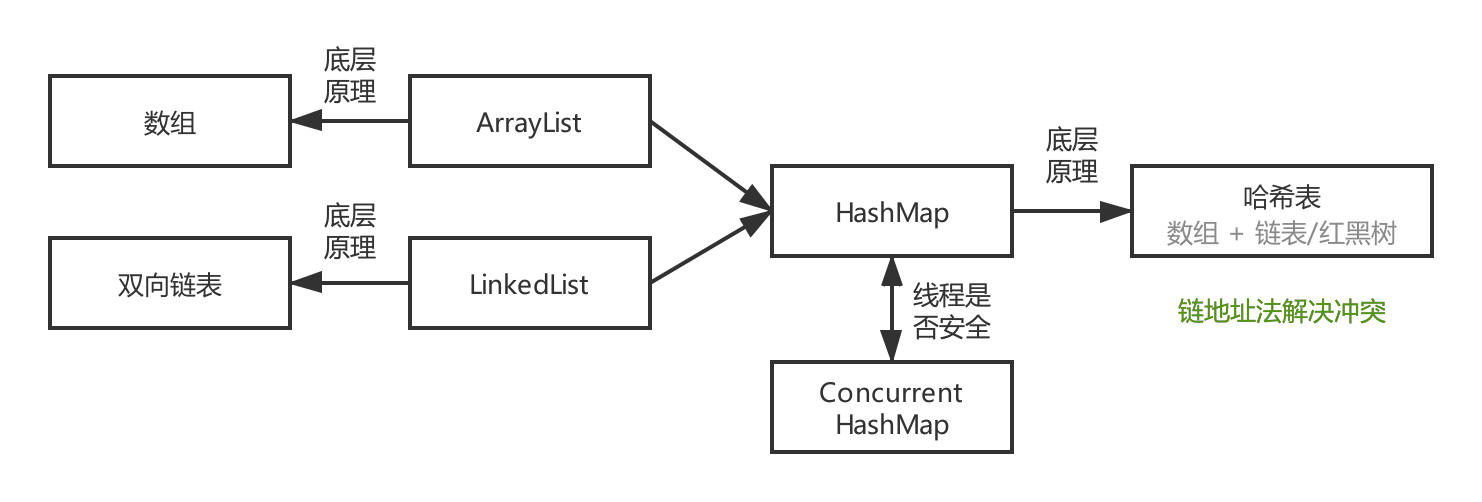 底层
原理
数组
ArrayList
底层
原理
双向链表
LinkedList
HashMap
底层
原理
哈希表
数组 + 链表/红黑树
链地址法解决冲突
线程是
否安全
Concurrent
HashMap